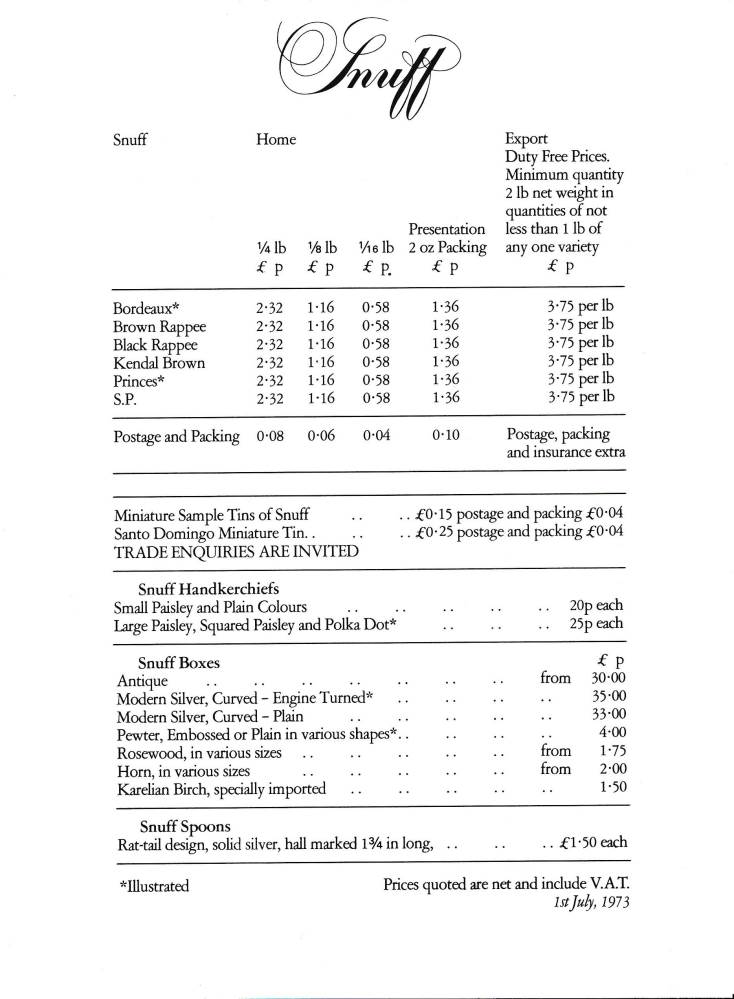 Snuff
Snuff Home Export
Duty Free Prices.
Minimum quantity
2 lb net weight in
quantities of not
Presentation less than 1 lb of
¼ lb ⅛ lb 1/16 lb 2 oz Packing any one variety
£ p £ p £ p. £ p £ p
Bordeaux* 2·32 1·16 0·58 1·36 3·75 per lb
Brown Rappee 2·32 1·16 0·58 1·36 3·75 per lb
Black Rappee 2·32 1·16 0·58 1·36 3·75 per lb
Kendal Brown 2·32 1·16 0·58 1·36 3·75 per lb
Princes* 2·32 1·16 0·58 1·36 3·75 per lb
S.P. 2·32 1·16 0·58 1·36 3·75 per lb
Postage and Packing 0·08 0·06 0·04 0·10 Postage, packing
and insurance extra
Miniature Sample Tins of Snuff .. .. £0·15 postage and packing £0·04
Santo Domingo Miniature Tin.. .. .. £0·25 postage and packing £0·04
TRADE ENQUIRIES ARE INVITED
Snuff Handkerchiefs
Small Paisley and Plain Colours .. .. .. .. .. 20p each
Large Paisley, Squared Paisley and Polka Dot* .. .. .. 25p each
Snuff Boxes £ p
Antique .. .. .. .. .. .. .. from 30·00
Modern Silver, Curved – Engine Turned* .. .. .. .. 35·00
Modern Silver, Curved – Plain .. .. .. .. .. 33·00
Pewter, Embossed or Plain in various shapes*.. .. .. .. 4·00
Rosewood, in various sizes .. .. .. .. .. from 1·75
Horn, in various sizes .. .. .. .. .. from 2·00
Karelian Birch, specially imported .. .. .. .. .. 1·50
Snuff Spoons
Rat-tail design, solid silver, hall marked 1¾ in long, .. .. .. £1·50 each
*Illustrated Prices quoted are net and include V.A.T.
1st July, 1973